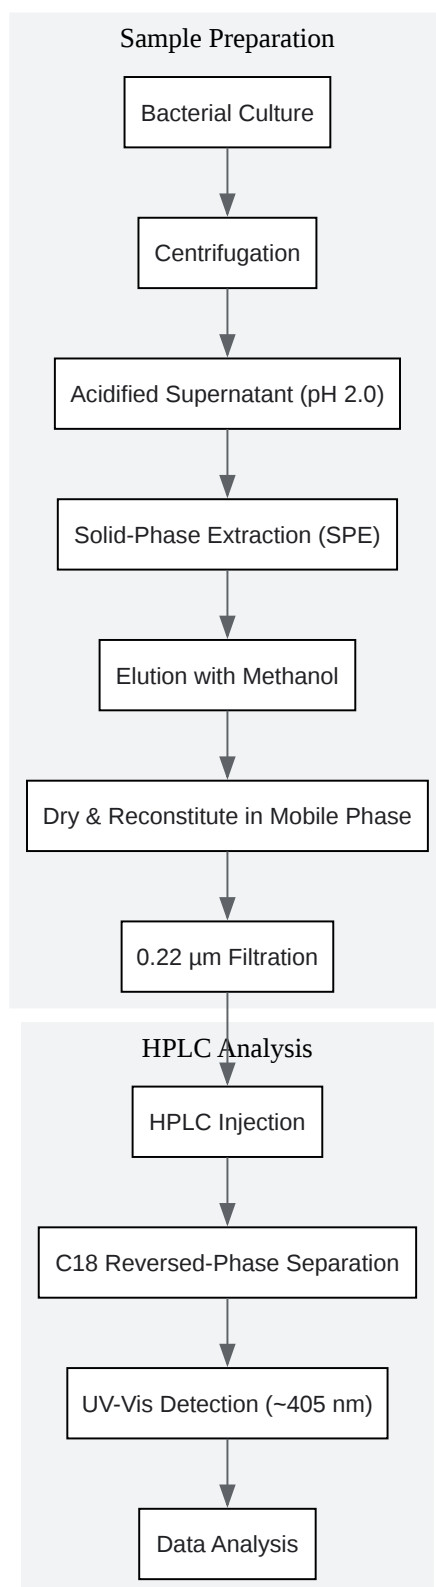 Sample Preparation
Bacterial Culture
Centrifugation
Acidified Supernatant (pH 2.0)
Solid-Phase Extraction (SPE)
Elution with Methanol
Dry & Reconstitute in Mobile Phase
0.22 µm Filtration
HPLC Analysis
HPLC Injection
C18 Reversed-Phase Separation
UV-Vis Detection (~405 nm)
Data Analysis